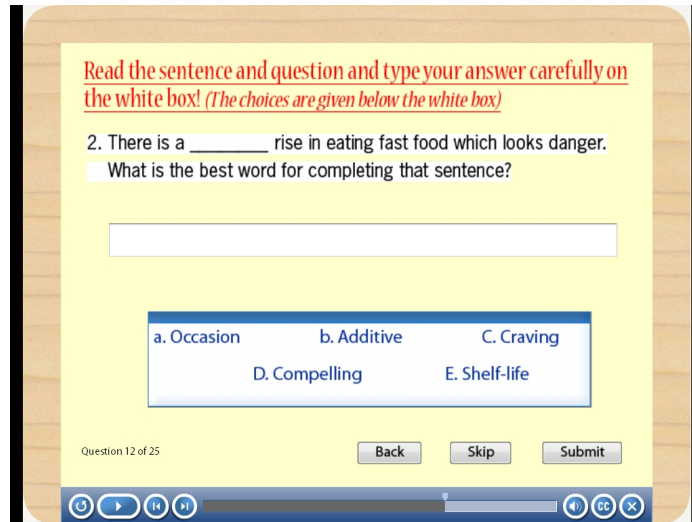 Read the sentence and question and type your answer carefully on
the white box! (The choices are given below the white box)
2. There is a ________ rise in eating fast food which looks danger.
What is the best word for completing that sentence?
a. Occasion b. Additive C. Craving
D. Compelling E. Shelf-life
Question 12 of 25 Back Skip Submit
CC